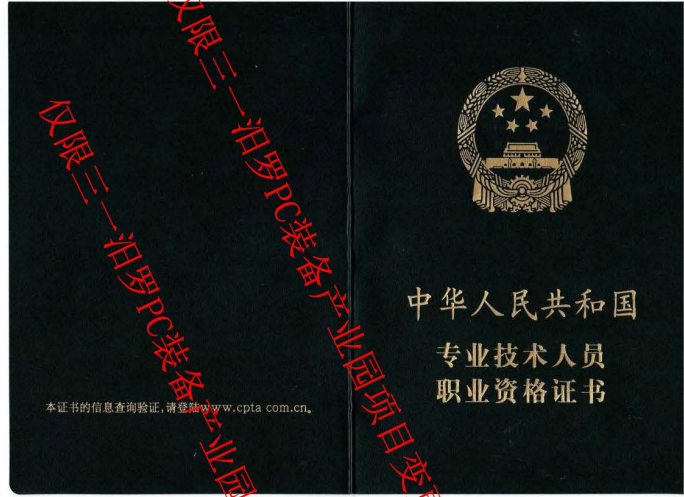 中华人民共和国
专业技术人员
职业资格证书
本证书的信息查询验证,请登陆www.cpta com.cn。
仅限三一汨罗PC装备产业园项目变
仅限三一汨罗PC装备产业园